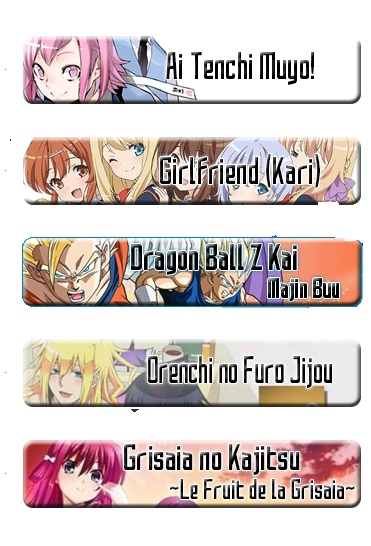 Ai Tenchi Muyo!
Girlfriend (Kari)
Dragon Ball Z Kai
Majin Buu
Orenchi no Furo Jijou
Grisaia no Kajitsu
~Le Fruit de la Grisaia~